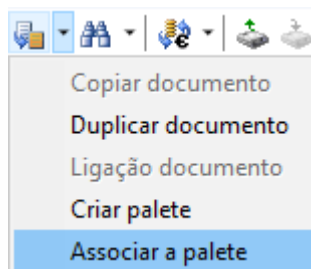 Copiar documento
Duplicar documento
Ligação documento
Criar palete
Associar a palete